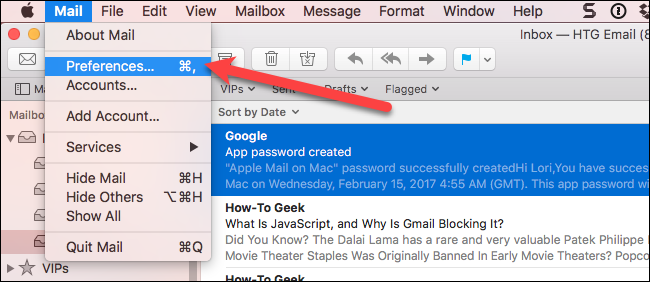 Mail File Edit View Mailbox Message Format Window Help
Inbox — HTG Email (8
About Mail
Preferences... ⌘,
Accounts...
Add Account...
Services
Hide Mail ⌘H
Hide Others ⌥⌘H
Show All
Quit Mail ⌘Q
VIPs Sent Drafts Flagged
Mailbo
VIPs
Sort by Date
Google
App password created
"Apple Mail on Mac" password successfully createdHi Lori,You have succes
Mac on Wednesday, February 15, 2017 4:55 AM (GMT). This app password wi
How-To Geek
What Is JavaScript, and Why Is Gmail Blocking It?
Did You Know? The Dalai Lama has a rare and very valuable Patek Philippe
Movie Theater Staples Was Originally Banned In Early Movie Theaters? Popco
How-To Geek